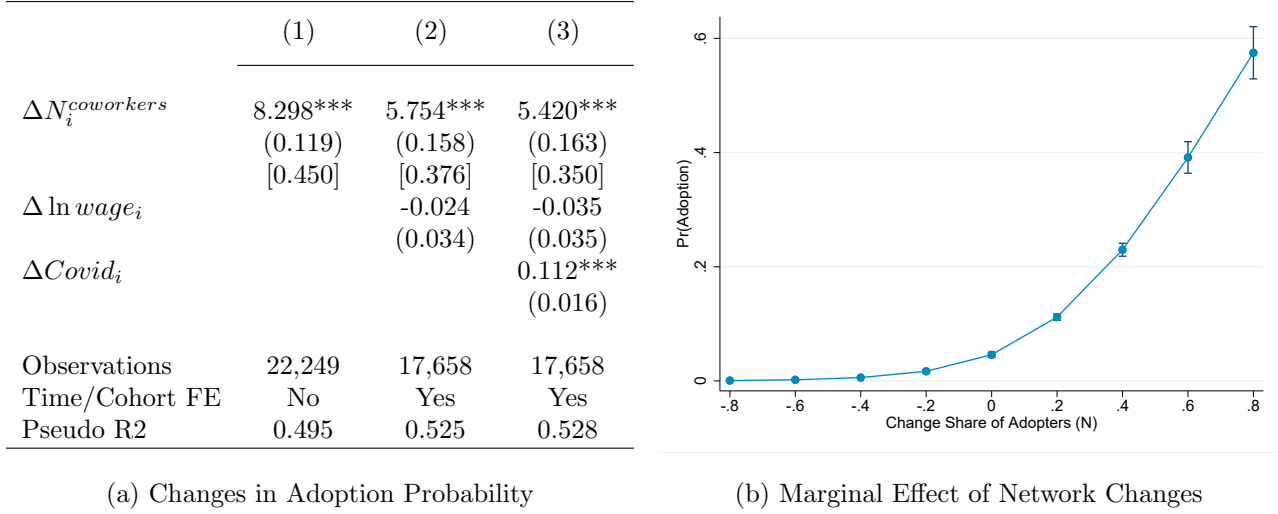 (1) (2) (3)
ΔN_i^{coworkers} 8.298*** 5.754*** 5.420***
(0.119) (0.158) (0.163)
[0.450] [0.376] [0.350]
Δ ln wage_i -0.024 -0.035
(0.034) (0.035)
ΔCovid_i 0.112***
(0.016)
Observations 22,249 17,658 17,658
Time/Cohort FE No Yes Yes
Pseudo R2 0.495 0.525 0.528
(a) Changes in Adoption Probability
Pr(Adoption)
.6
.4
.2
0
-.8 -.6 -.4 -.2 0 .2 .4 .6 .8
Change Share of Adopters (N)
(b) Marginal Effect of Network Changes